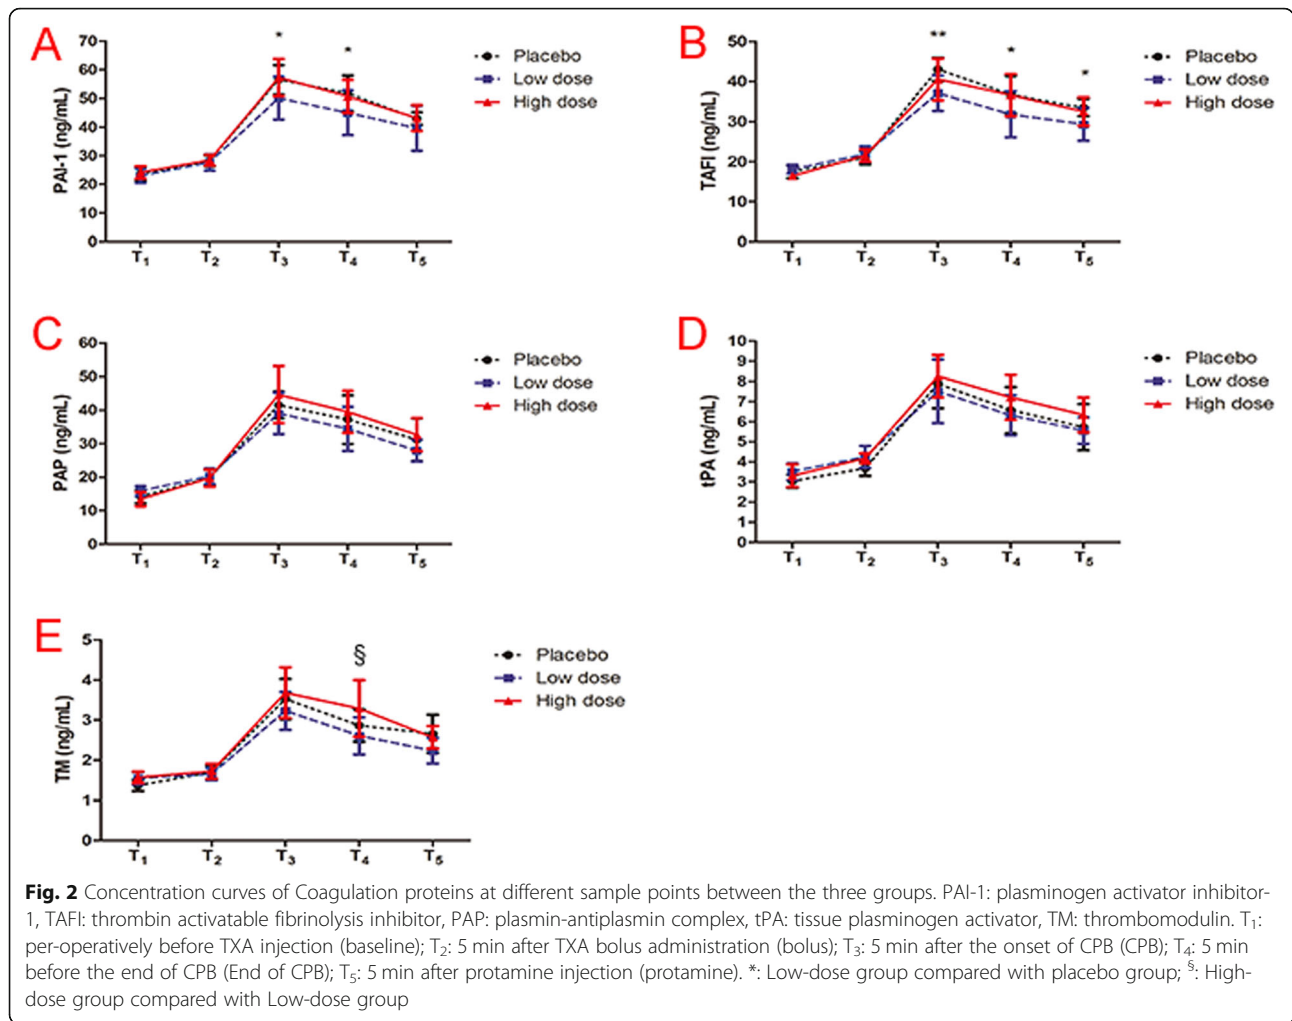 A
70
60
50
40
30
20
10
0
PAI-1 (ng/mL)
* *
T1 T2 T3 T4 T5
Placebo
Low dose
High dose
B
50
40
30
20
10
0
TAFI (ng/mL)
** * *
T1 T2 T3 T4 T5
Placebo
Low dose
High dose
C
60
50
40
30
20
10
0
PAP (ng/mL)
T1 T2 T3 T4 T5
Placebo
Low dose
High dose
D
10
9
8
7
6
5
4
3
2
1
0
tPA (ng/mL)
T1 T2 T3 T4 T5
Placebo
Low dose
High dose
E
5
4
3
2
1
0
TM (ng/mL)
§
T1 T2 T3 T4 T5
Placebo
Low dose
High dose
Fig. 2 Concentration curves of Coagulation proteins at different sample points between the three groups. PAI-1: plasminogen activator inhibitor-
1, TAFI: thrombin activatable fibrinolysis inhibitor, PAP: plasmin-antiplasmin complex, tPA: tissue plasminogen activator, TM: thrombomodulin. T1:
per-operatively before TXA injection (baseline); T2: 5 min after TXA bolus administration (bolus); T3: 5 min after the onset of CPB (CPB); T4: 5 min
before the end of CPB (End of CPB); T5: 5 min after protamine injection (protamine). *: Low-dose group compared with placebo group; §: High-
dose group compared with Low-dose group